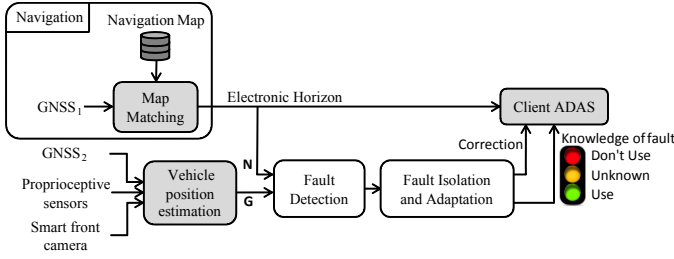 Navigation
Navigation Map
GNSS1
Map
Matching
Electronic Horizon
Client ADAS
Correction
Knowledge of fault
Don't Use
Unknown
Use
GNSS2
Proprioceptive
sensors
Smart front
camera
Vehicle
position
estimation
N
G
Fault
Detection
Fault Isolation
and Adaptation